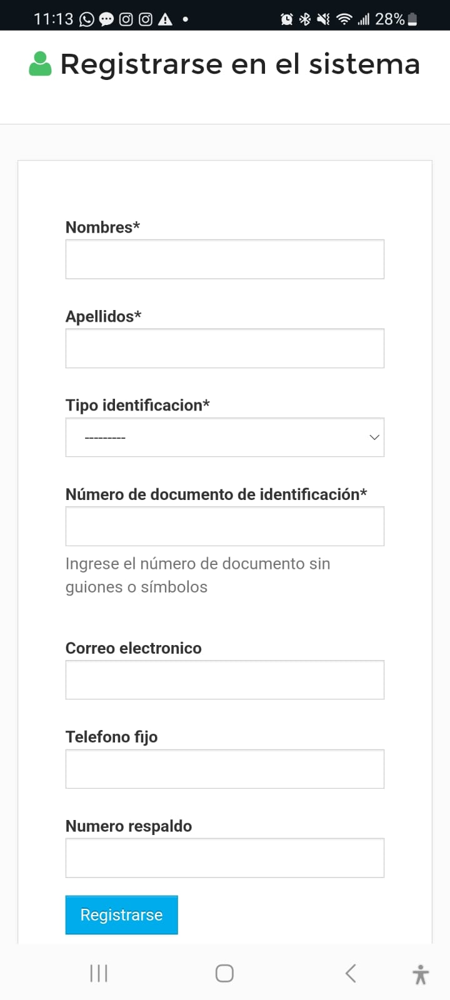 11:13
28%
Registrarse en el sistema
Nombres*
Apellidos*
Tipo identificacion*
---------
Número de documento de identificación*
Ingrese el número de documento sin
guiones o símbolos
Correo electronico
Telefono fijo
Numero respaldo
Registrarse